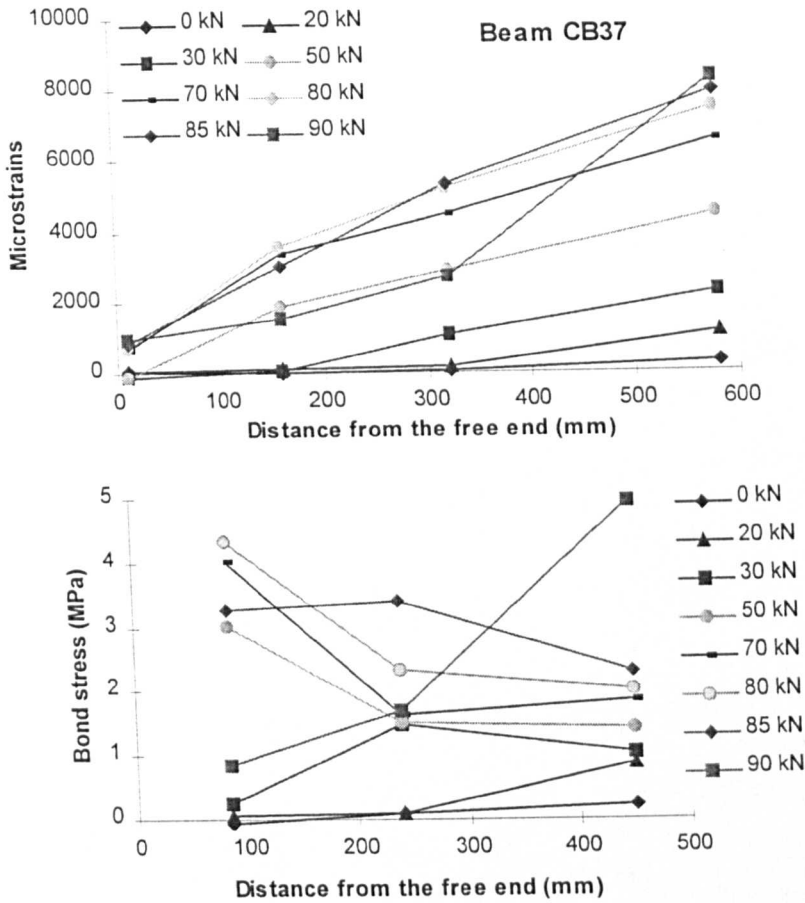 Beam CB37
0 kN 20 kN
30 kN 50 kN
70 kN 80 kN
85 kN 90 kN
10000
8000
6000
4000
2000
0
Microstrains
0 100 200 300 400 500 600
Distance from the free end (mm)
5
4
3
2
1
0
Bond stress (MPa)
0 kN
20 kN
30 kN
50 kN
70 kN
80 kN
85 kN
90 kN
0 100 200 300 400 500
Distance from the free end (mm)